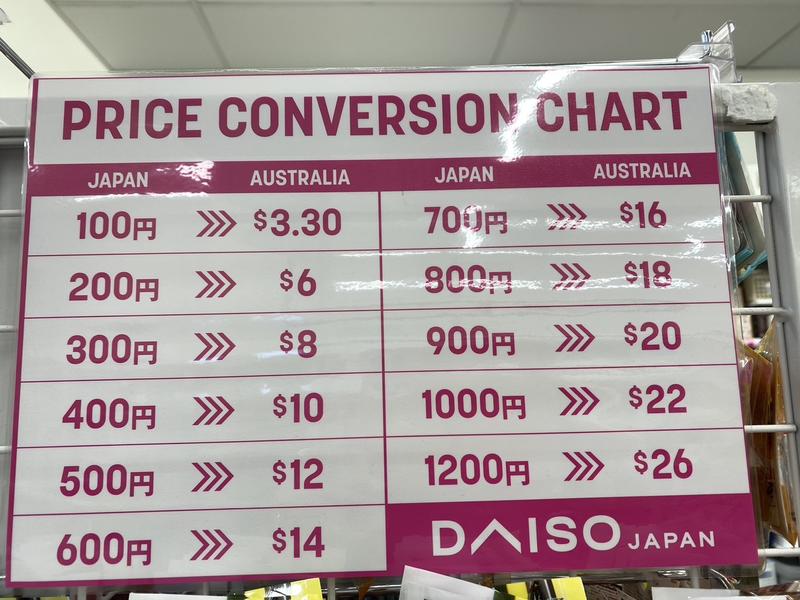 PRICE CONVERSION CHART
JAPAN AUSTRALIA JAPAN AUSTRALIA
100円 >>> $3.30 700円 >>> $16
200円 >>> $6 800円 >>> $18
300円 >>> $8 900円 >>> $20
400円 >>> $10 1000円 >>> $22
500円 >>> $12 1200円 >>> $26
600円 >>> $14 DAISO JAPAN